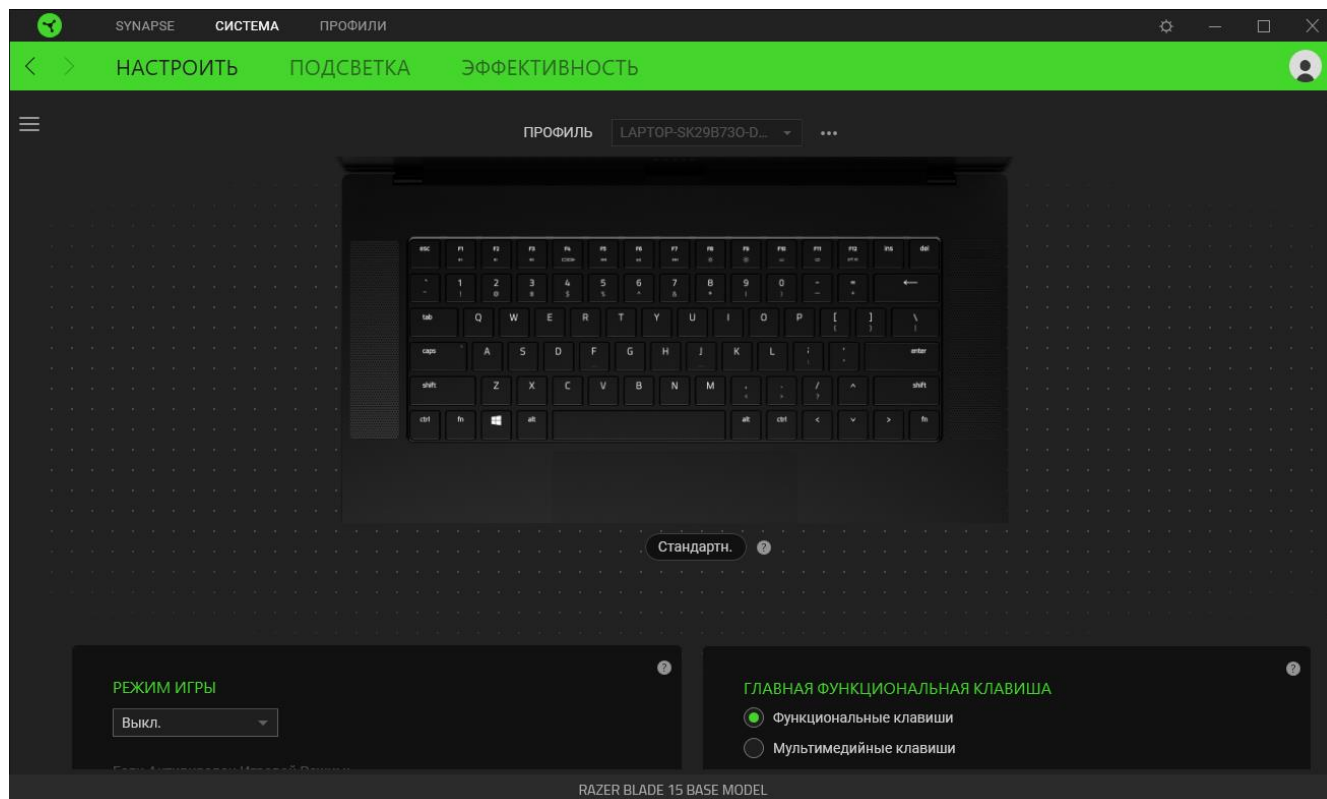 SYNAPSE СИСТЕМА ПРОФИЛИ
НАСТРОИТЬ ПОДСВЕТКА ЭФФЕКТИВНОСТЬ
ПРОФИЛЬ LAPTOP-SK29B73O-D... •••
esc F1 F2 F3 F4 F5 F6 F7 F8 F9 F10 F11 F12 ins del
1 2 3 4 5 6 7 8 9 0 - =
! @ # $ % ^ & * ( )
tab Q W E R T Y U I O P [ ] \
caps A S D F G H J K L ; ' enter
shift Z X C V B N M , . / ^ shift
ctrl fn alt alt ctrl < v > fn
Стандартн. ?
РЕЖИМ ИГРЫ ?
Выкл.
ГЛАВНАЯ ФУНКЦИОНАЛЬНАЯ КЛАВИША ?
Функциональные клавиши
Мультимедийные клавиши
RAZER BLADE 15 BASE MODEL